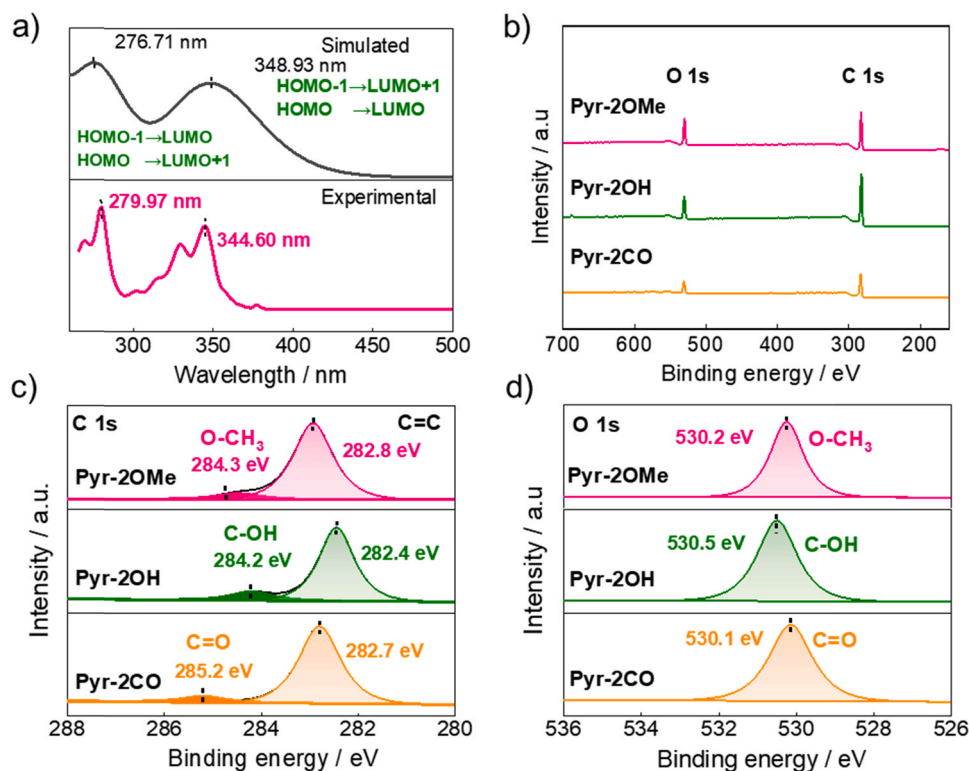 a)
276.71 nm
Simulated
348.93 nm
HOMO-1→LUMO+1
HOMO →LUMO
HOMO-1→LUMO
HOMO →LUMO+1
Experimental
279.97 nm
344.60 nm
300 350 400 450 500
Wavelength / nm
b)
Intensity / a.u
O 1s C 1s
Pyr-2OMe
Pyr-2OH
Pyr-2CO
700 600 500 400 300 200
Binding energy / eV
c)
Intensity / a.u.
C 1s
C=C
O-CH₃
284.3 eV
282.8 eV
Pyr-2OMe
C-OH
284.2 eV
282.4 eV
Pyr-2OH
C=O
285.2 eV
282.7 eV
Pyr-2CO
288 286 284 282 280
Binding energy / eV
d)
Intensity / a.u
O 1s
530.2 eV
O-CH₃
Pyr-2OMe
530.5 eV
C-OH
Pyr-2OH
530.1 eV
C=O
Pyr-2CO
536 534 532 530 528 526
Binding energy / eV